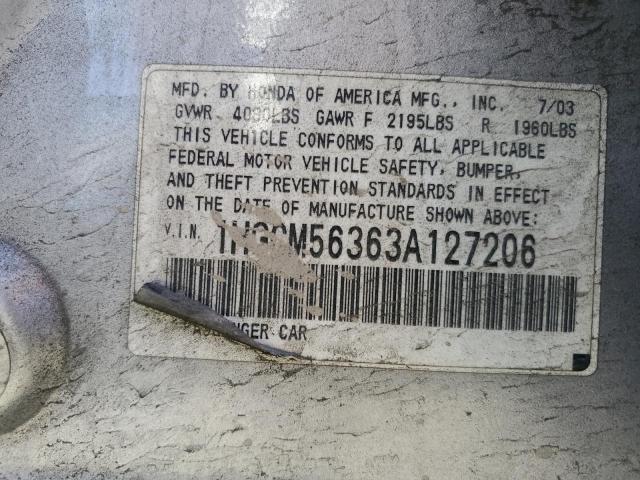 MFD. BY HONDA OF AMERICA MFG., INC. 7/03
GVWR 4090LBS GAWR F 2195LBS R 1960LBS
THIS VEHICLE CONFORMS TO ALL APPLICABLE
FEDERAL MOTOR VEHICLE SAFETY, BUMPER,
AND THEFT PREVENTION STANDARDS IN EFFECT
ON THE DATE OF MANUFACTURE SHOWN ABOVE:
V.I.N. 1HGCM56363A127206
CAR